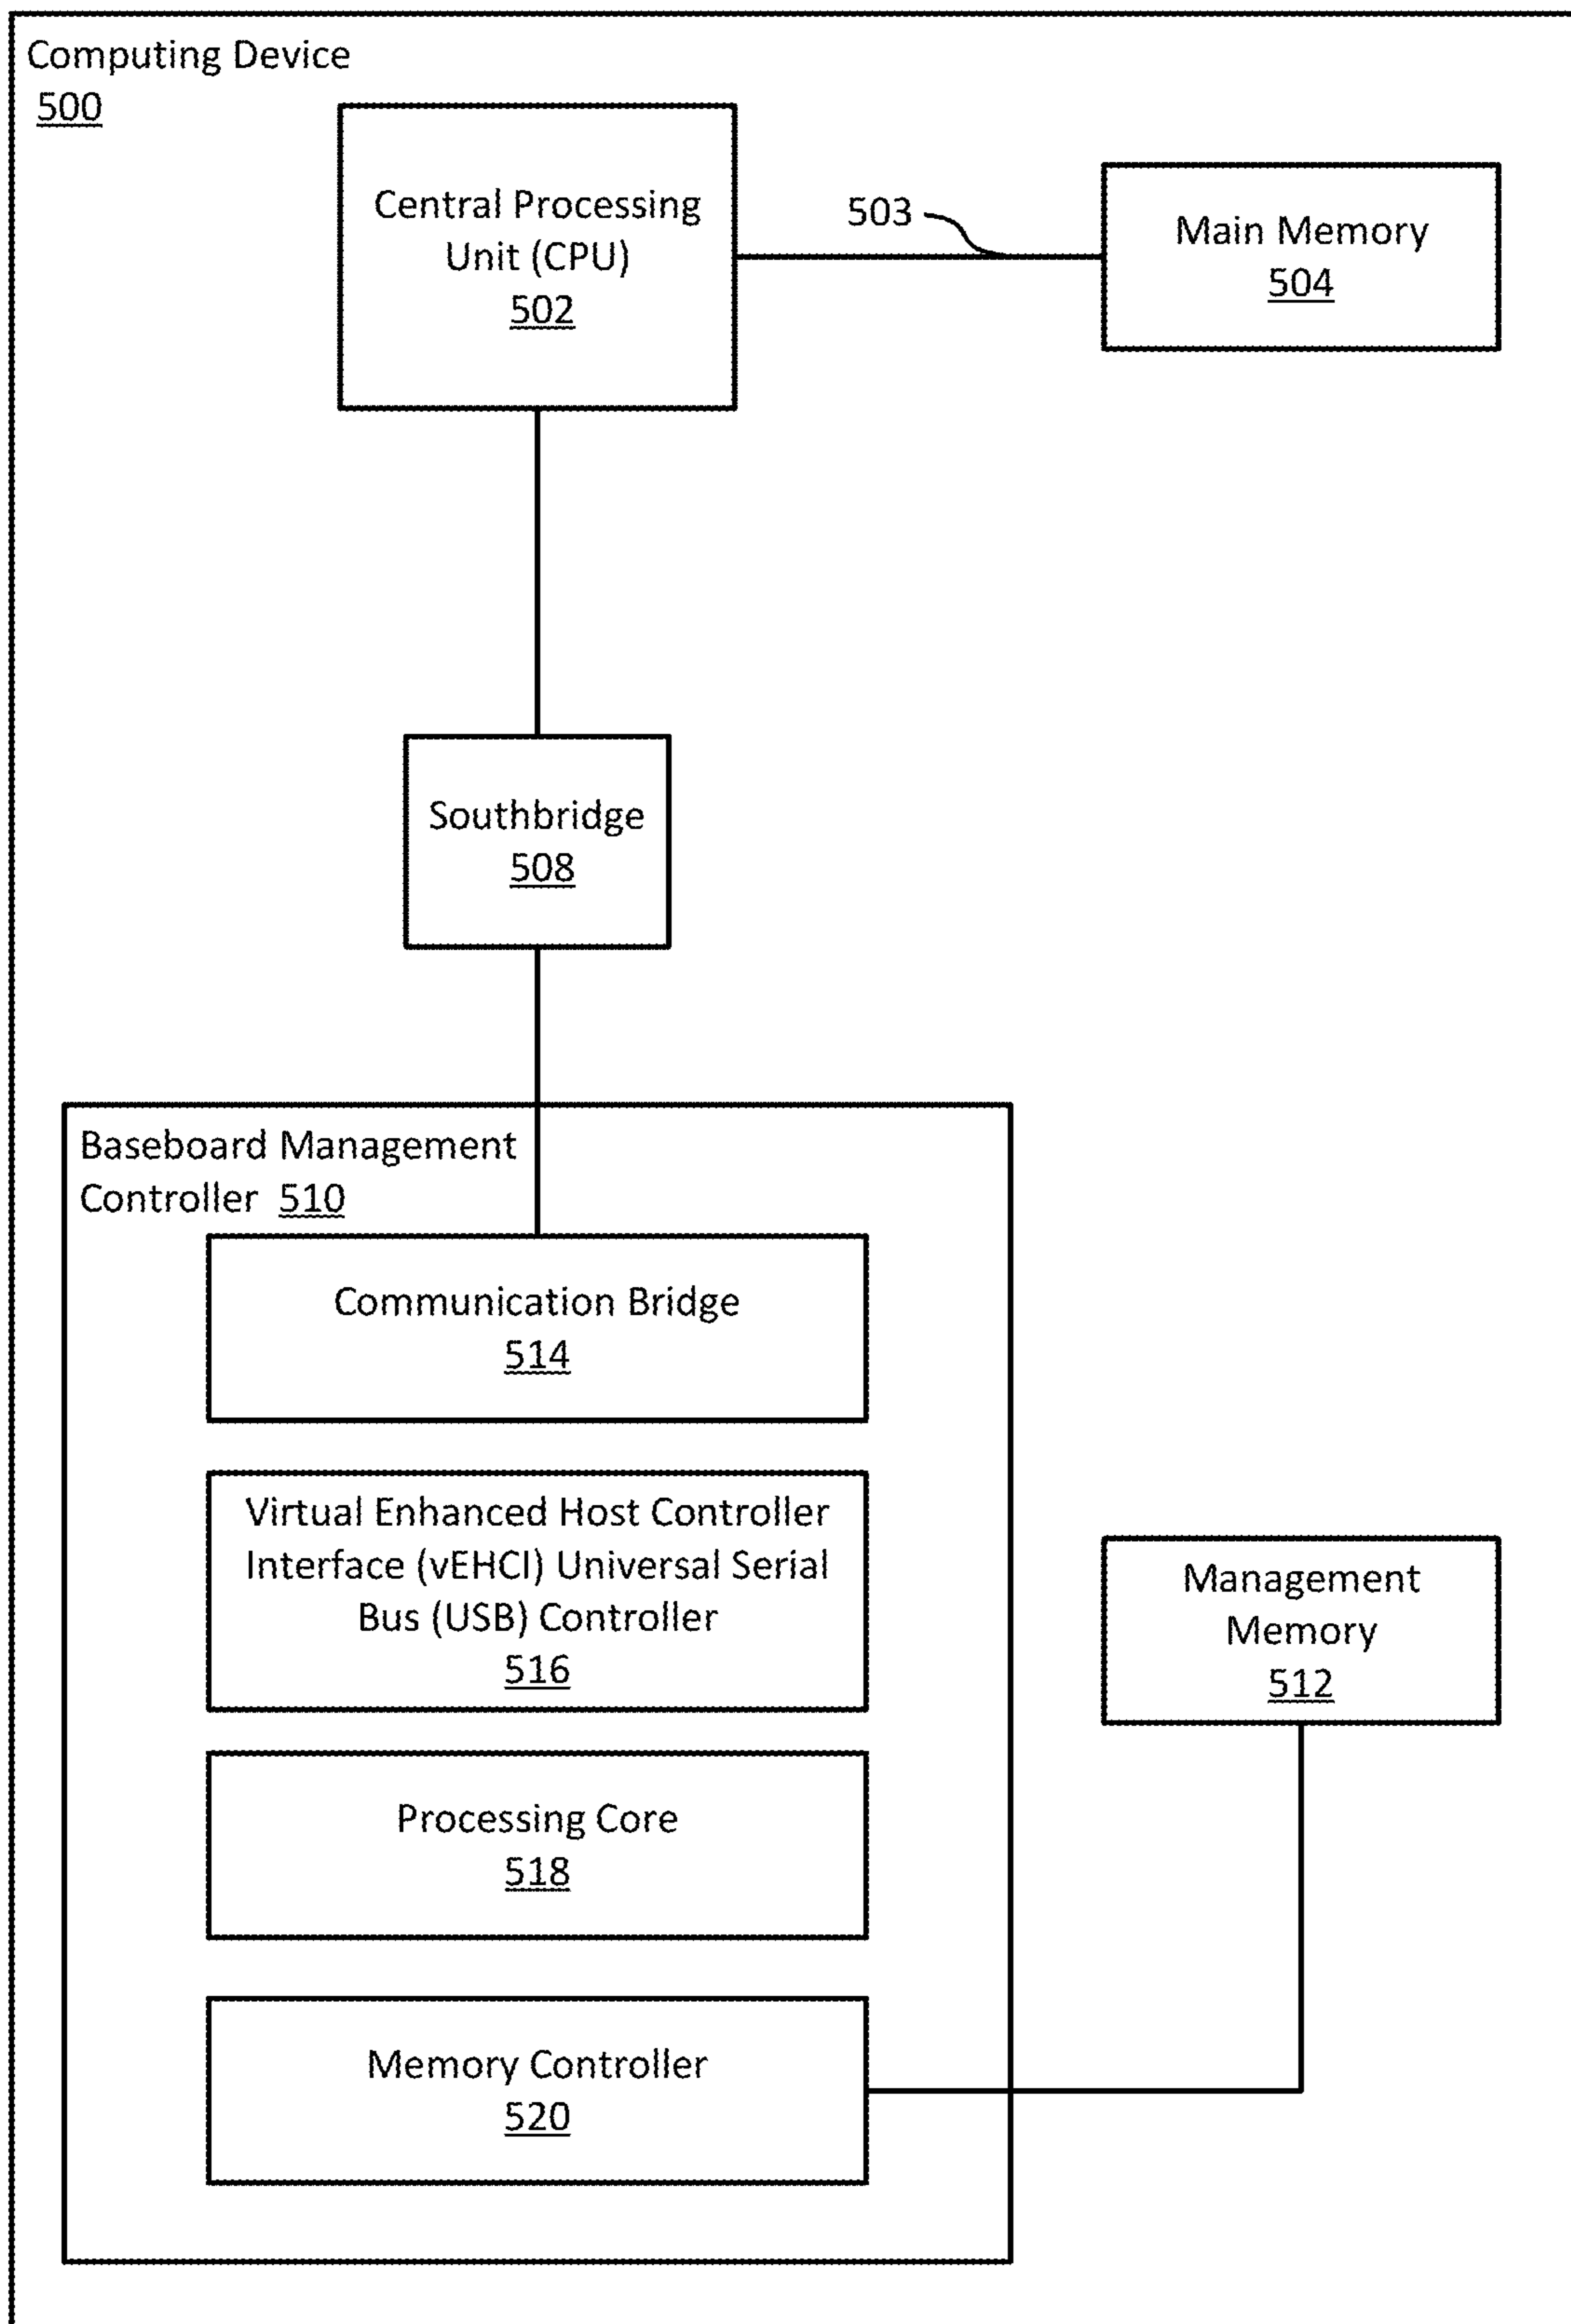 Computing Device
500
Central Processing
Unit (CPU)
502
503
Main Memory
504
Southbridge
508
Baseboard Management
Controller 510
Communication Bridge
514
Virtual Enhanced Host Controller
Interface (vEHCI) Universal Serial
Bus (USB) Controller
516
Management
Memory
512
Processing Core
518
Memory Controller
520